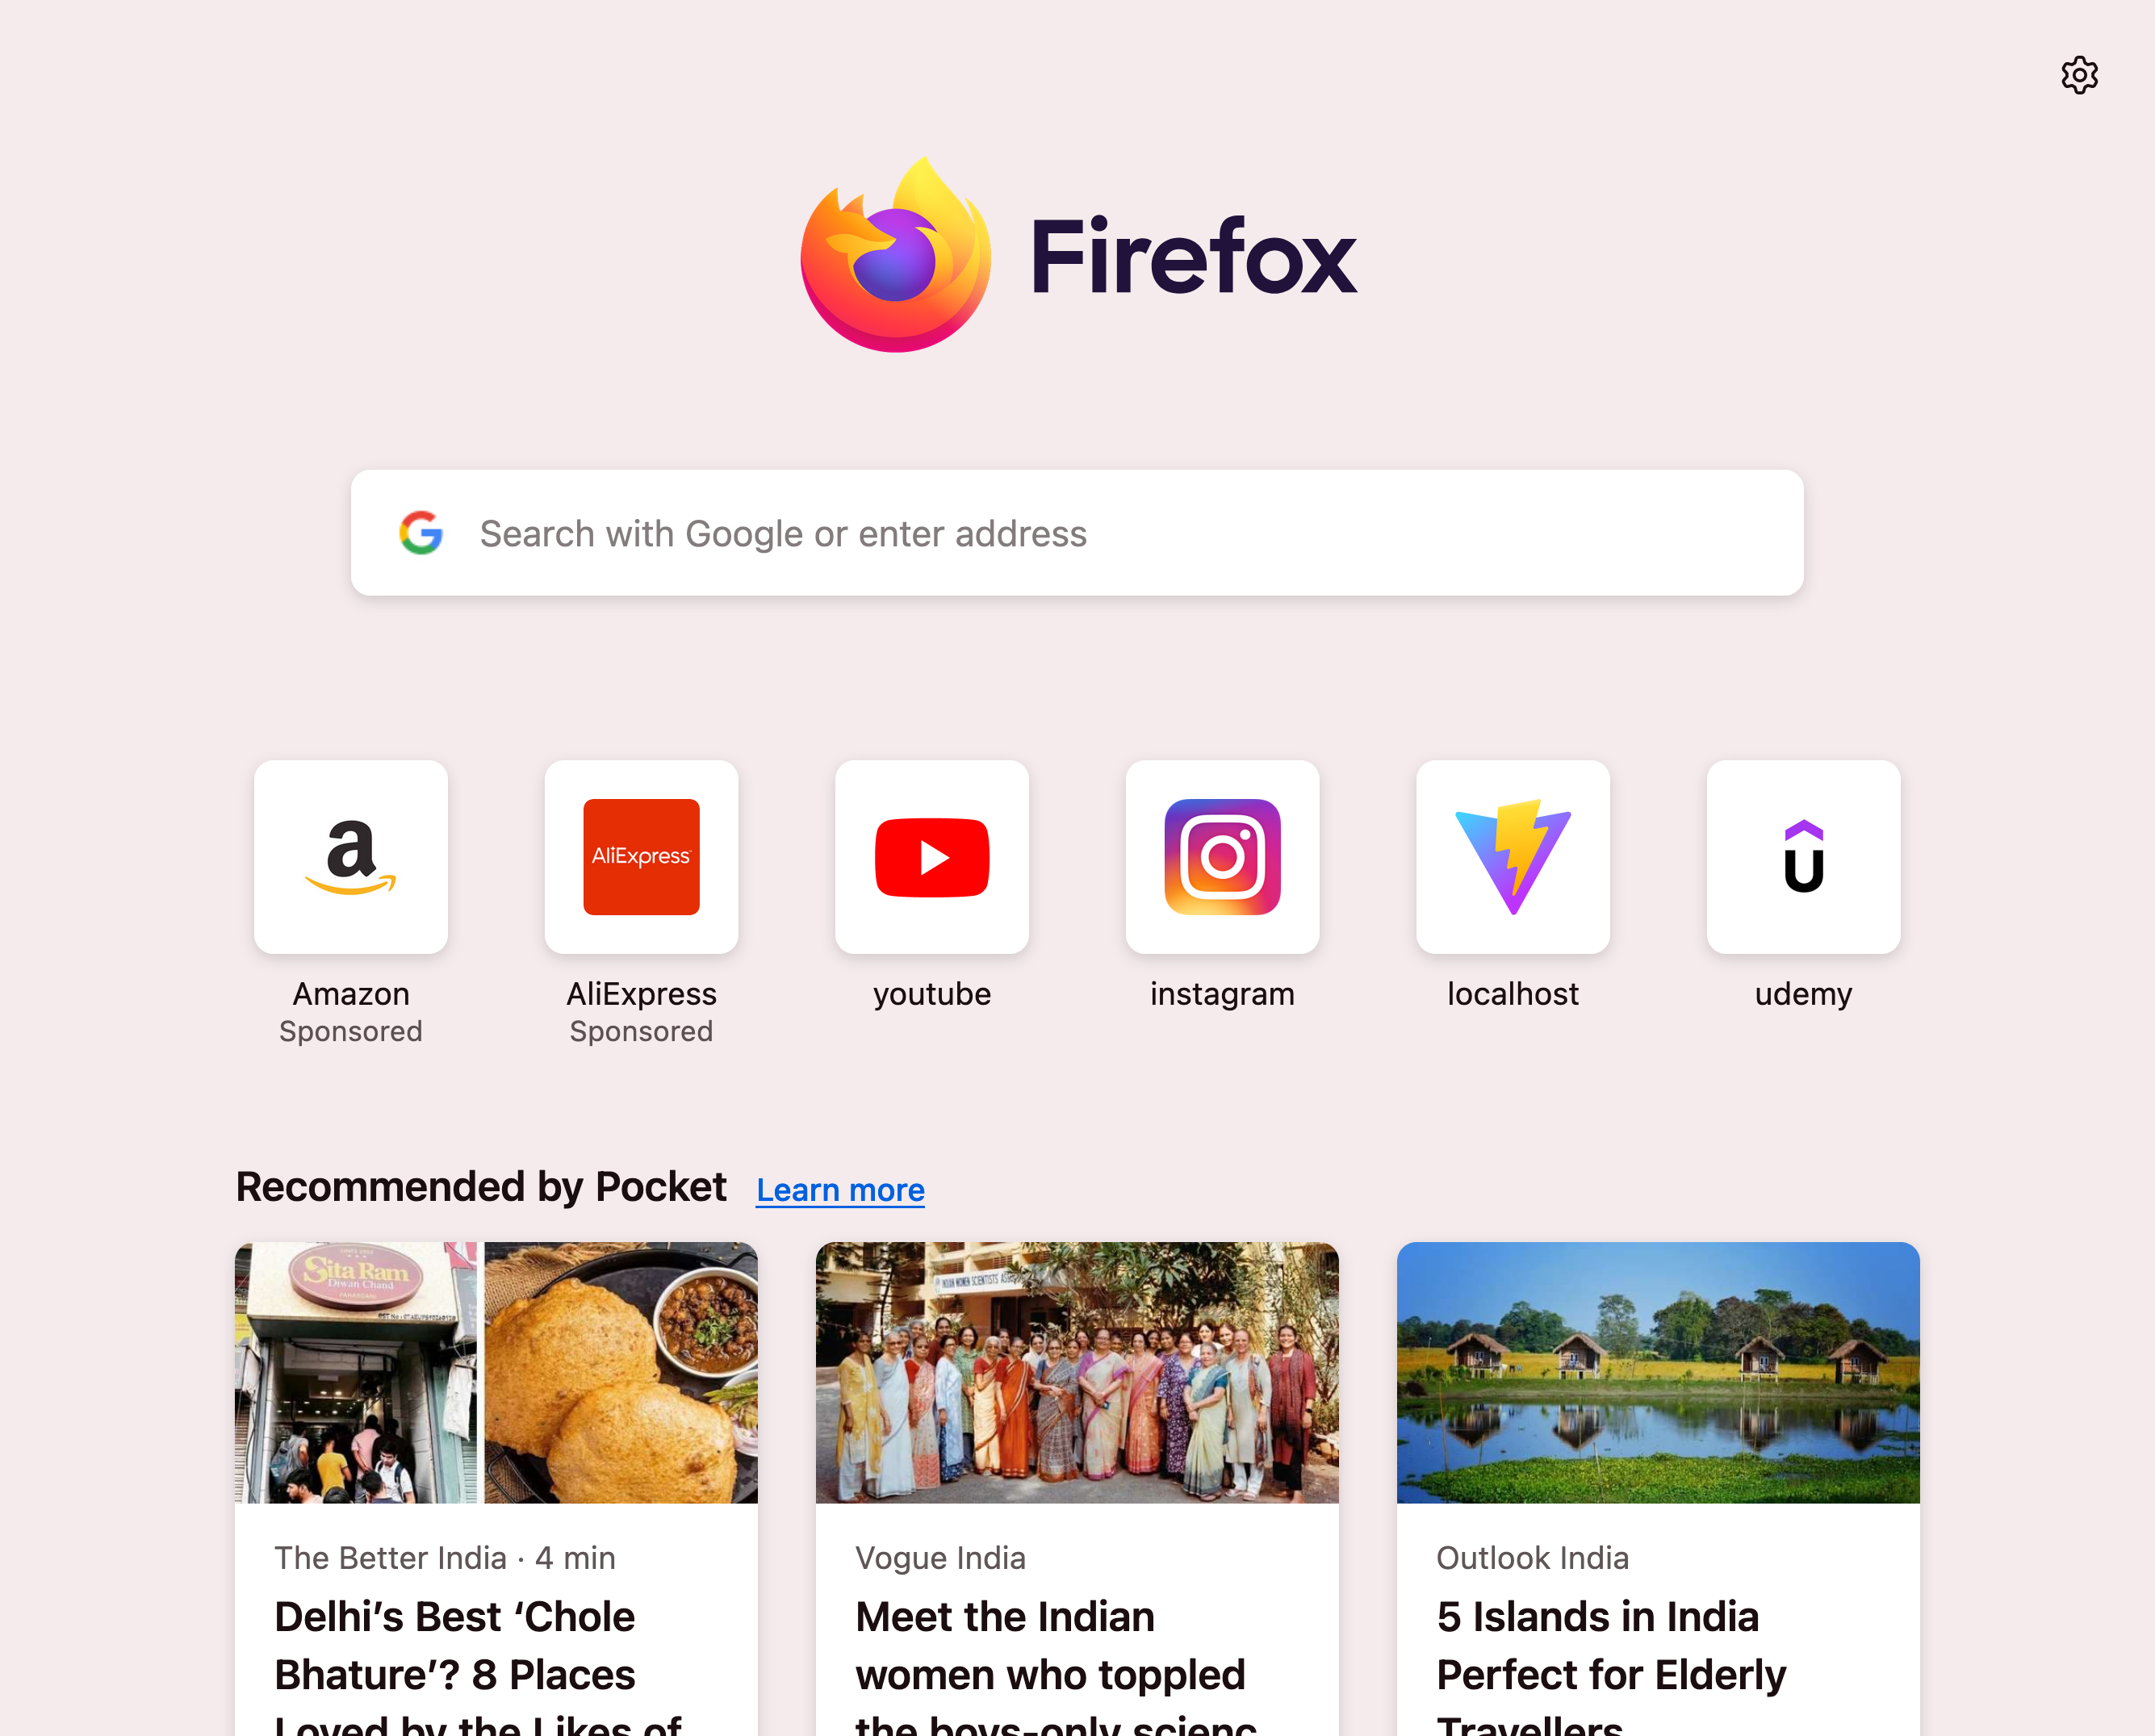 Firefox
Search with Google or enter address
AliExpress
Amazon
Sponsored
AliExpress
Sponsored
youtube
instagram
localhost
udemy
Recommended by Pocket Learn more
Sita Ram
Diwan Chand
The Better India · 4 min
Delhi’s Best ‘Chole
Bhature’? 8 Places
Loved by the Likes of
Vogue India
Meet the Indian
women who toppled
the boys-only scienc
Outlook India
5 Islands in India
Perfect for Elderly
Travellers